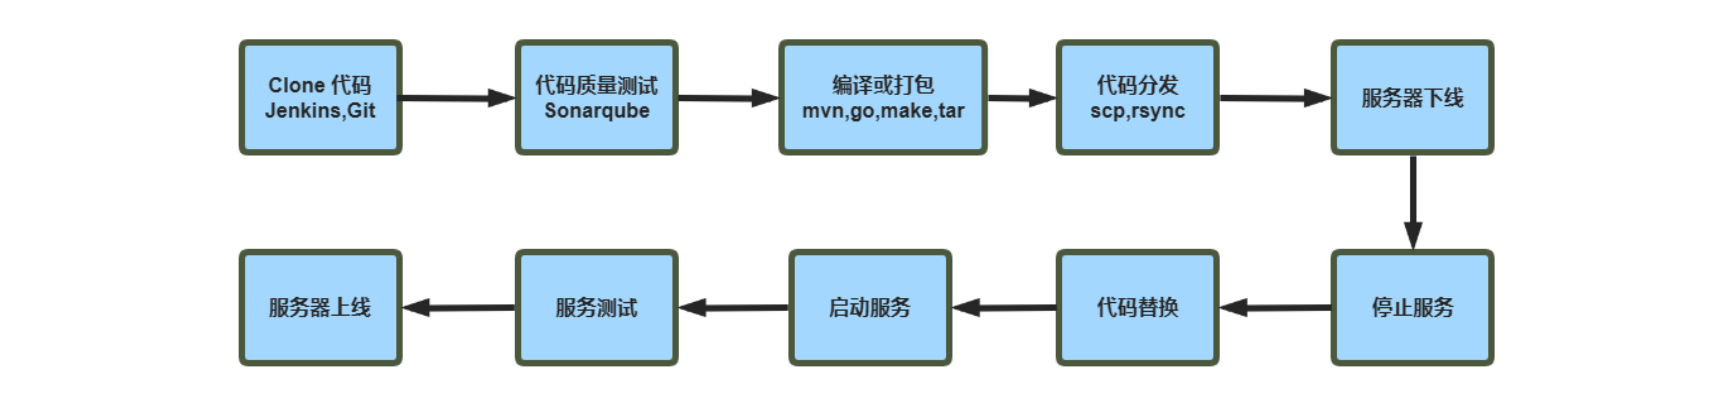 Clone 代码
Jenkins,Git
代码质量测试
Sonarqube
编译或打包
mvn,go,make,tar
代码分发
scp,rsync
服务器下线
停止服务
代码替换
启动服务
服务测试
服务器上线